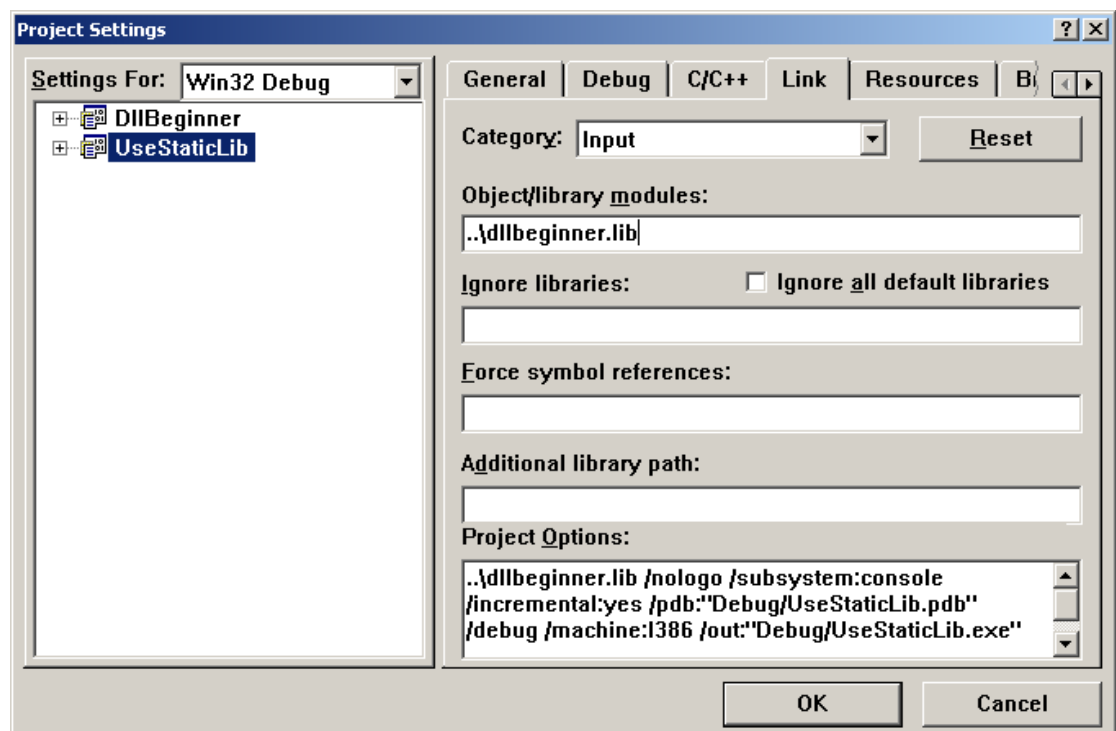 Project Settings
Settings For: Win32 Debug
DllBeginner
UseStaticLib
General Debug C/C++ Link Resources
Category: Input Reset
Object/library modules:
..\dllbeginner.lib
Ignore libraries: Ignore all default libraries
Force symbol references:
Additional library path:
Project Options:
..\dllbeginner.lib /nologo /subsystem:console
/incremental:yes /pdb:"Debug/UseStaticLib.pdb"
/debug /machine:I386 /out:"Debug/UseStaticLib.exe"
OK Cancel